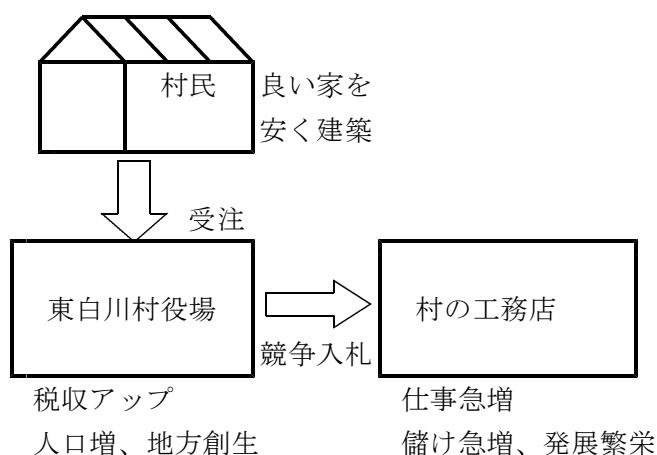 村民
良い家を
安く建築
受注
東白川村役場
競争入札
村の工務店
税収アップ
人口増、地方創生
仕事急増
儲け急増、発展繁栄